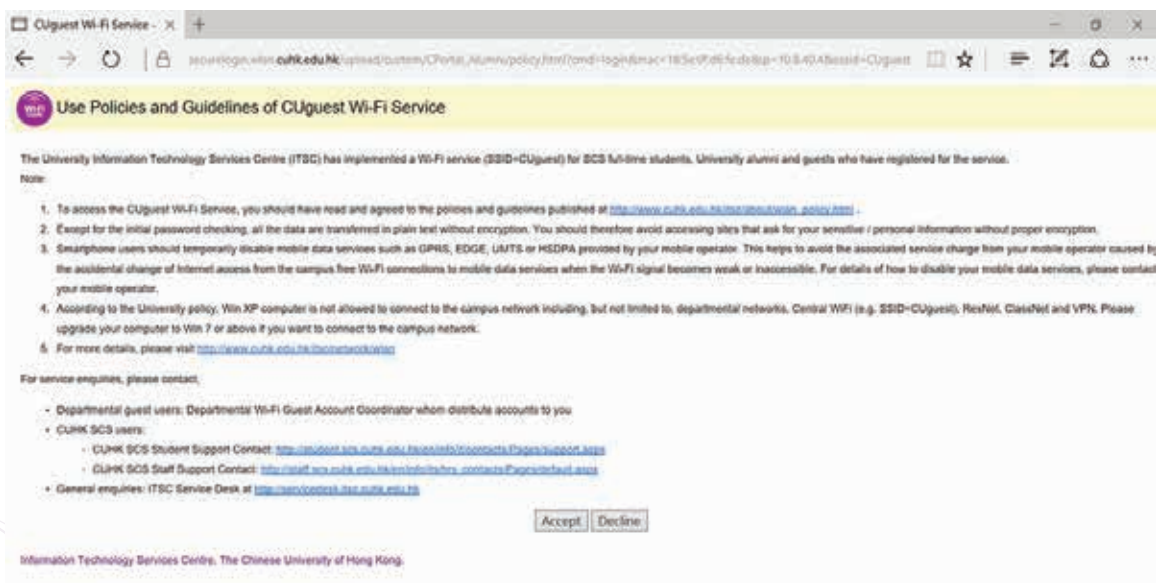 CUguest Wi-Fi Service -
cuhk.edu.hk
Use Policies and Guidelines of CUguest Wi-Fi Service
The University Information Technology Services Centre (ITSC) has implemented a Wi-Fi service (SSID=CUguest) for SCS full-time students, University alumni and guests who have registered for the service.
Note:
1. To access the CUguest Wi-Fi Service, you should have read and agreed to the policies and guidelines published at
2. Except for the initial password checking, all the data are transferred in plain text without encryption. You should therefore avoid accessing sites that ask for your sensitive / personal information without proper encryption.
3. Smartphone users should temporarily disable mobile data services such as GPRS, EDGE, UMTS or HSDPA provided by your mobile operator. This helps to avoid the associated service charge from your mobile operator caused by
the accidental change of Internet access from the campus free Wi-Fi connections to mobile data services when the Wi-Fi signal becomes weak or inaccessible. For details of how to disable your mobile data services, please contact
your mobile operator.
4. According to the University policy, Win XP computer is not allowed to connect to the campus network including, but not limited to, departmental networks, Central WiFi (e.g. SSID=CUguest), ResNet, ClassNet and VPN. Please
upgrade your computer to Win 7 or above if you want to connect to the campus network.
5. For more details, please visit
For service enquiries, please contact,
• Departmental guest users: Departmental Wi-Fi Guest Account Coordinator whom distribute accounts to you
• CUHK SCS users:
◦ CUHK SCS Student Support Contact:
◦ CUHK SCS Staff Support Contact:
• General enquiries: ITSC Service Desk at http://servicedesk.itsc.cuhk.edu.hk
Accept Decline
Information Technology Services Centre, The Chinese University of Hong Kong.